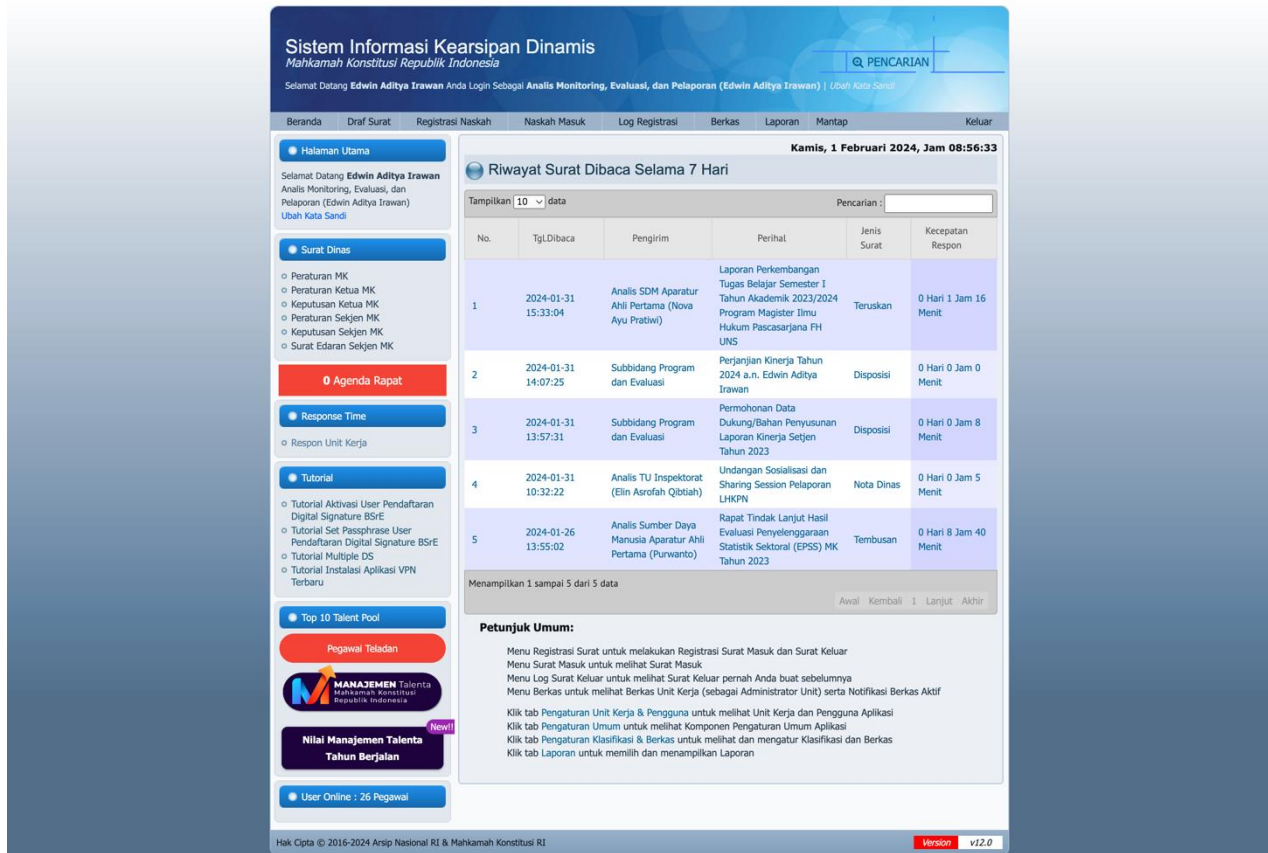 Sistem Informasi Kearsipan Dinamis
Mahkamah Konstitusi Republik Indonesia
PENCARIAN
Selamat Datang Edwin Aditya Irawan Anda Login Sebagai Analis Monitoring, Evaluasi, dan Pelaporan (Edwin Aditya Irawan) | Ubah Kata Sandi
Beranda Draf Surat Registrasi Naskah Naskah Masuk Log Registrasi Berkas Laporan Mantap Keluar
Halaman Utama
Selamat Datang Edwin Aditya Irawan
Analis Monitoring, Evaluasi, dan
Pelaporan (Edwin Aditya Irawan)
Ubah Kata Sandi
Surat Dinas
Peraturan MK
Peraturan Ketua MK
Keputusan Ketua MK
Peraturan Sekjen MK
Keputusan Sekjen MK
Surat Edaran Sekjen MK
0 Agenda Rapat
Response Time
Respon Unit Kerja
Tutorial
Tutorial Aktivasi User Pendaftaran
Digital Signature BSrE
Tutorial Set Passphrase User
Pendaftaran Digital Signature BSrE
Tutorial Multiple DS
Tutorial Instalasi Aplikasi VPN
Terbaru
Top 10 Talent Pool
Pegawai Teladan
MANAJEMEN Talenta
Mahkamah Konstitusi
Republik Indonesia
New!!
Nilai Manajemen Talenta
Tahun Berjalan
User Online : 26 Pegawai
Kamis, 1 Februari 2024, Jam 08:56:33
Riwayat Surat Dibaca Selama 7 Hari
Tampilkan 10 data Pencarian :
No. Tgl.Dibaca Pengirim Perihal Jenis Surat Kecepatan Respon
1 2024-01-31 15:33:04 Analis SDM Aparatur Ahli Pertama (Nova Ayu Pratiwi) Laporan Perkembangan Tugas Belajar Semester I Tahun Akademik 2023/2024 Program Magister Ilmu Hukum Pascasarjana FH UNS Teruskan 0 Hari 1 Jam 16 Menit
2 2024-01-31 14:07:25 Subbidang Program dan Evaluasi Perjanjian Kinerja Tahun 2024 a.n. Edwin Aditya Irawan Disposisi 0 Hari 0 Jam 0 Menit
3 2024-01-31 13:57:31 Subbidang Program dan Evaluasi Permohonan Data Dukung/Bahan Penyusunan Laporan Kinerja Setjen Tahun 2023 Disposisi 0 Hari 0 Jam 8 Menit
4 2024-01-31 10:32:22 Analis TU Inspektorat (Elin Asrofah Qibtiah) Undangan Sosialisasi dan Sharing Session Pelaporan LHKPN Nota Dinas 0 Hari 0 Jam 5 Menit
5 2024-01-26 13:55:02 Analis Sumber Daya Manusia Aparatur Ahli Pertama (Purwanto) Rapat Tindak Lanjut Hasil Evaluasi Penyelenggaraan Statistik Sektoral (EPSS) MK Tahun 2023 Tembusan 0 Hari 8 Jam 40 Menit
Menampilkan 1 sampai 5 dari 5 data
Awal Kembali 1 Lanjut Akhir
Petunjuk Umum:
Menu Registrasi Surat untuk melakukan Registrasi Surat Masuk dan Surat Keluar
Menu Surat Masuk untuk melihat Surat Masuk
Menu Log Surat Keluar untuk melihat Surat Keluar pernah Anda buat sebelumnya
Menu Berkas untuk melihat Berkas Unit Kerja (sebagai Administrator Unit) serta Notifikasi Berkas Aktif
Klik tab Pengaturan Unit Kerja & Pengguna untuk melihat Unit Kerja dan Pengguna Aplikasi
Klik tab Pengaturan Umum untuk melihat Komponen Pengaturan Umum Aplikasi
Klik tab Pengaturan Klasifikasi & Berkas untuk melihat dan mengatur Klasifikasi dan Berkas
Klik tab Laporan untuk memilih dan menampilkan Laporan
Hak Cipta © 2016-2024 Arsip Nasional RI & Mahkamah Konstitusi RI
Version v12.0